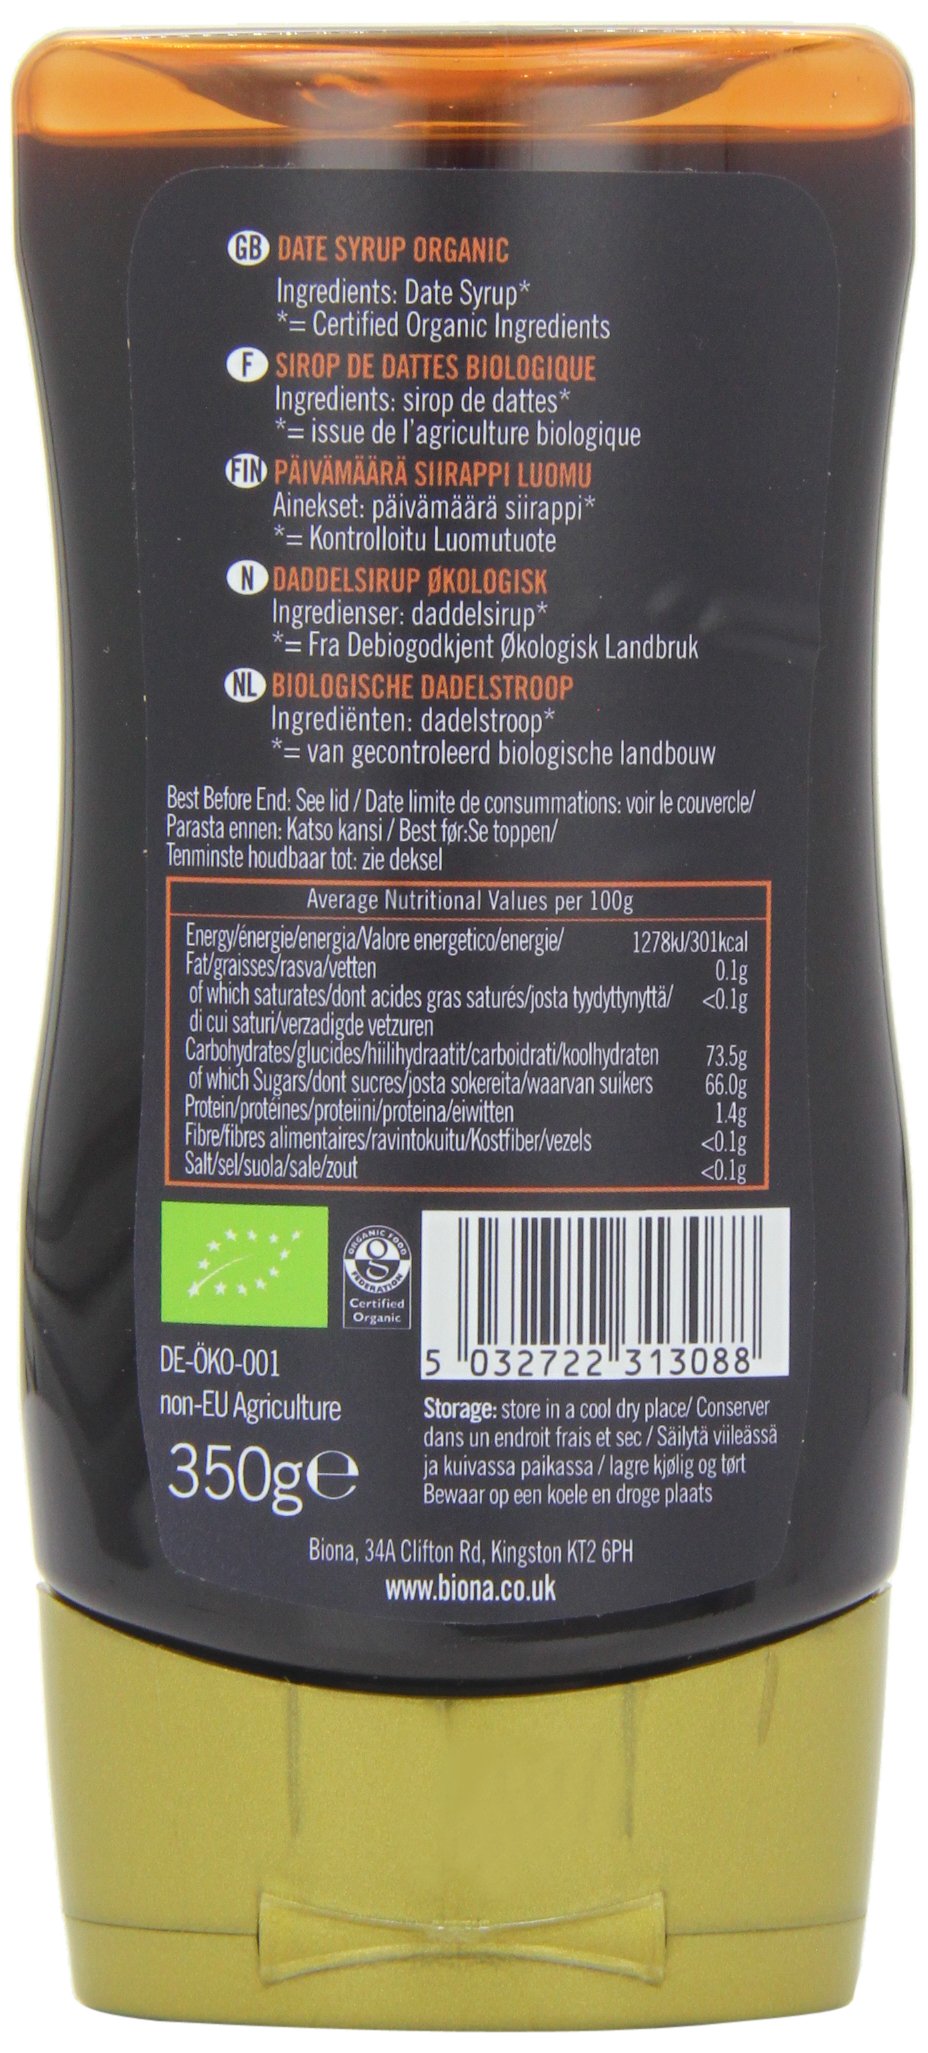 GB DATE SYRUP ORGANIC
Ingredients: Date Syrup*
*= Certified Organic Ingredients
F SIROP DE DATTES BIOLOGIQUE
Ingredients: sirop de dattes*
*= issue de l'agriculture biologique
FIN PÄIVÄMÄÄRÄ SIIRAPPI LUOMU
Ainekset: päivämäärä siirappi*
*= Kontrolloitu Luomutuote
N DADDELSIRUP ØKOLOGISK
Ingredienser: daddelsirup*
*= Fra Debiogodkjent Økologisk Landbruk
NL BIOLOGISCHE DADELSTROOP
Ingrediënten: dadelstroop*
*= van gecontroleerd biologische landbouw
Best Before End: See lid / Date limite de consummations: voir le couvercle/
Parasta ennen: Katso kansi / Best før:Se toppen/
Tenminste houdbaar tot: zie deksel
Average Nutritional Values per 100g
Energy/énergie/energia/Valore energetico/energie/ 1278kJ/301kcal
Fat/graisses/rasva/vetten 0.1g
of which saturates/dont acides gras saturés/josta tyydyttynyttä/ <0.1g
di cui saturi/verzadigde vetzuren
Carbohydrates/glucides/hiilihydraatit/carboidrati/koolhydraten 73.5g
of which Sugars/dont sucres/josta sokereita/waarvan suikers 66.0g
Protein/protéines/proteiini/proteina/eiwitten 1.4g
Fibre/fibres alimentaires/ravintokuitu/Kostfiber/vezels <0.1g
Salt/sel/suola/sale/zout <0.1g
ORGANIC FOOD
FEDERATION
Certified
Organic
5 032722 313088
DE-ÖKO-001
non-EU Agriculture
350g℮
Storage: store in a cool dry place/ Conserver
dans un endroit frais et sec / Säilytä viileässä
ja kuivassa paikassa / lagre kjølig og tørt
Bewaar op een koele en droge plaats
Biona, 34A Clifton Rd, Kingston KT2 6PH
www.biona.co.uk